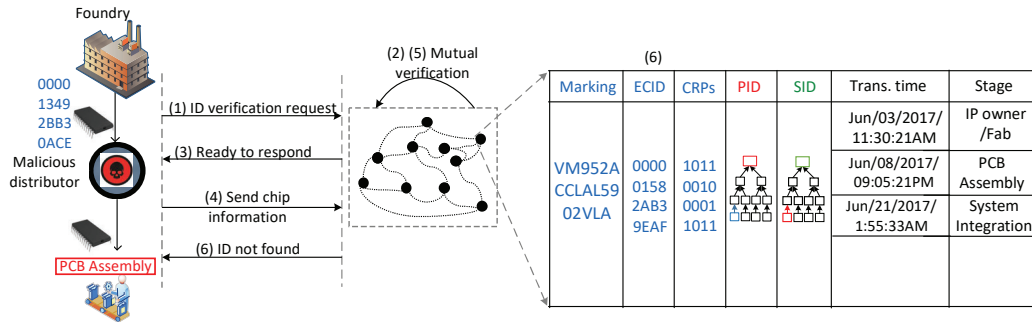 Foundry
0000
1349
2BB3
0ACE
Malicious
distributor
PCB Assembly
(1) ID verification request
(3) Ready to respond
(4) Send chip
information
(6) ID not found
(2) (5) Mutual
verification
(6)
Marking ECID CRPs PID SID Trans. time Stage
Jun/03/2017/
11:30:21AM
IP owner
/Fab
VM952A
CCLAL59
02VLA
0000
0158
2AB3
9EAF
1011
0010
0001
1011
Jun/08/2017/
09:05:21PM
PCB
Assembly
Jun/21/2017/
1:55:33AM
System
Integration